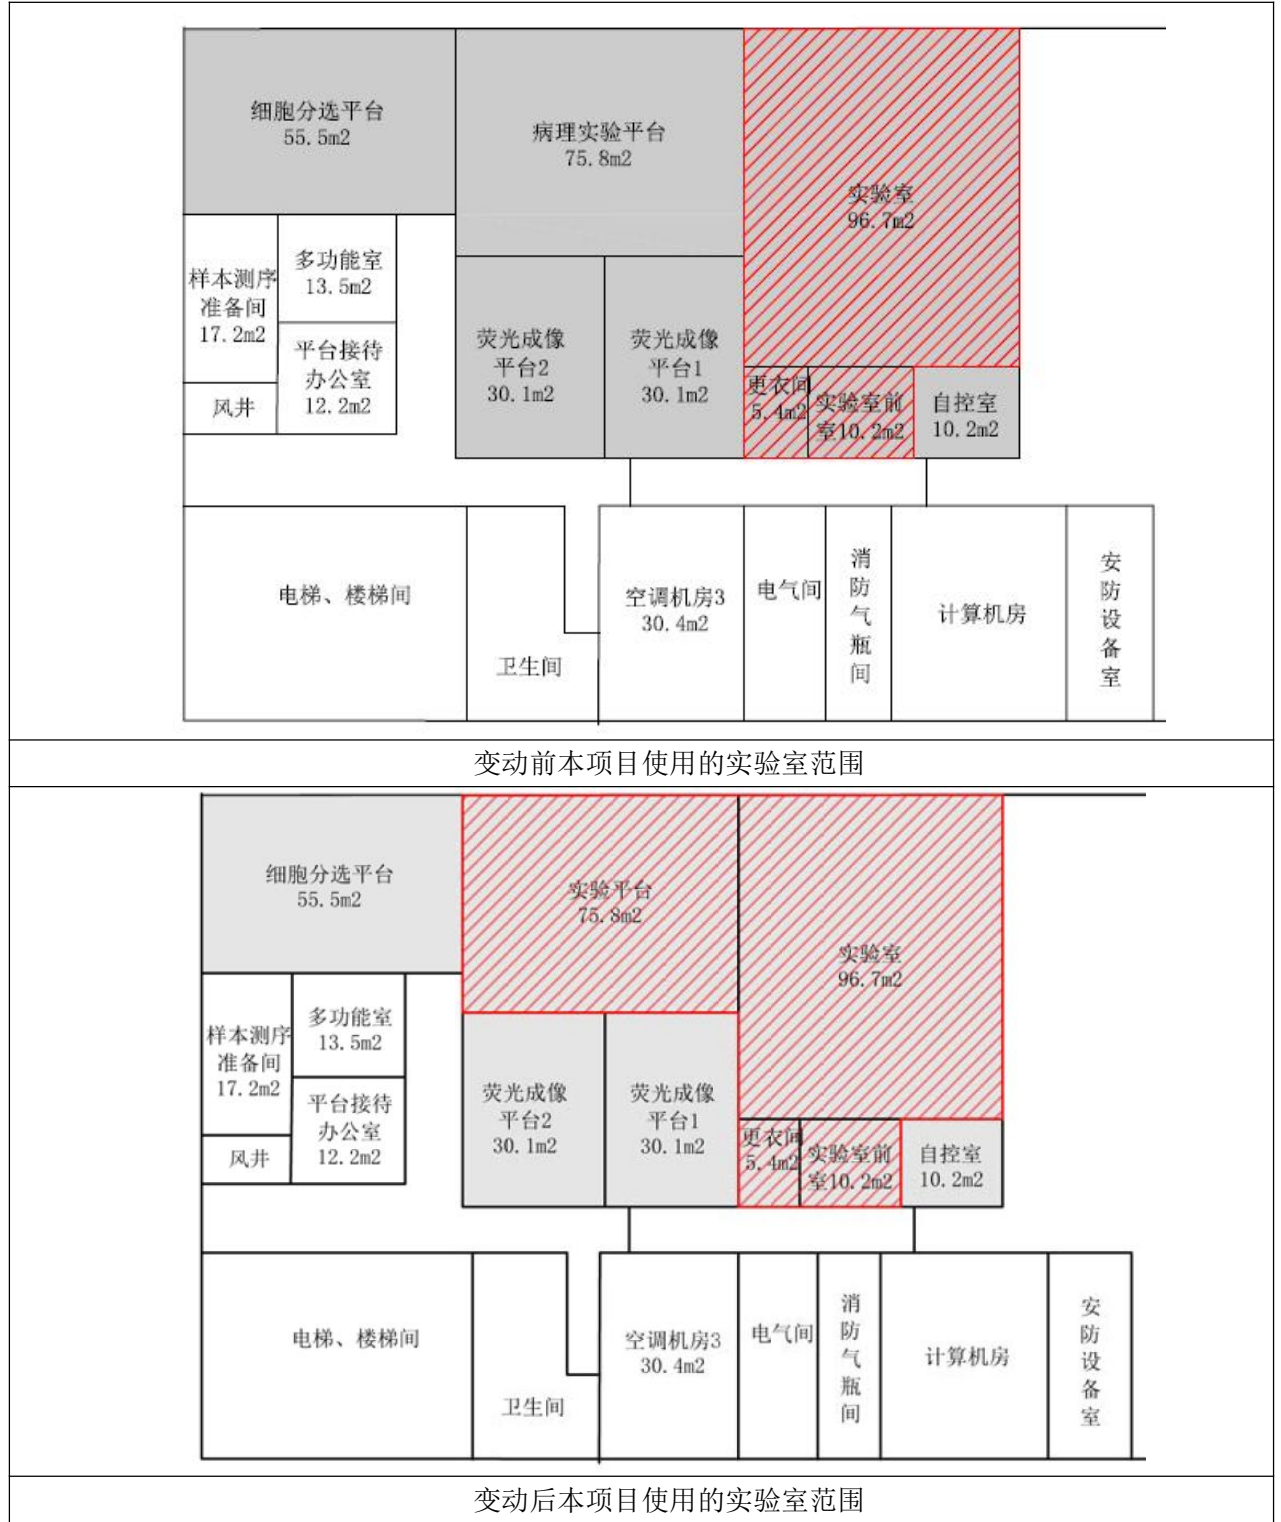 细胞分选平台
55.5m2
病理实验平台
75.8m2
实验室
96.7m2
样本测序
准备间
17.2m2
多功能室
13.5m2
平台接待
办公室
12.2m2
风井
荧光成像
平台2
30.1m2
荧光成像
平台1
30.1m2
更衣间
5.4m2
实验室前
室10.2m2
自控室
10.2m2
电梯、楼梯间
卫生间
空调机房3
30.4m2
电气间
消
防
气
瓶
间
计算机房
安
防
设
备
室
变动前本项目使用的实验室范围
细胞分选平台
55.5m2
实验平台
75.8m2
实验室
96.7m2
样本测序
准备间
17.2m2
多功能室
13.5m2
平台接待
办公室
12.2m2
风井
荧光成像
平台2
30.1m2
荧光成像
平台1
30.1m2
更衣间
5.4m2
实验室前
室10.2m2
自控室
10.2m2
电梯、楼梯间
卫生间
空调机房3
30.4m2
电气间
消
防
气
瓶
间
计算机房
安
防
设
备
室
变动后本项目使用的实验室范围